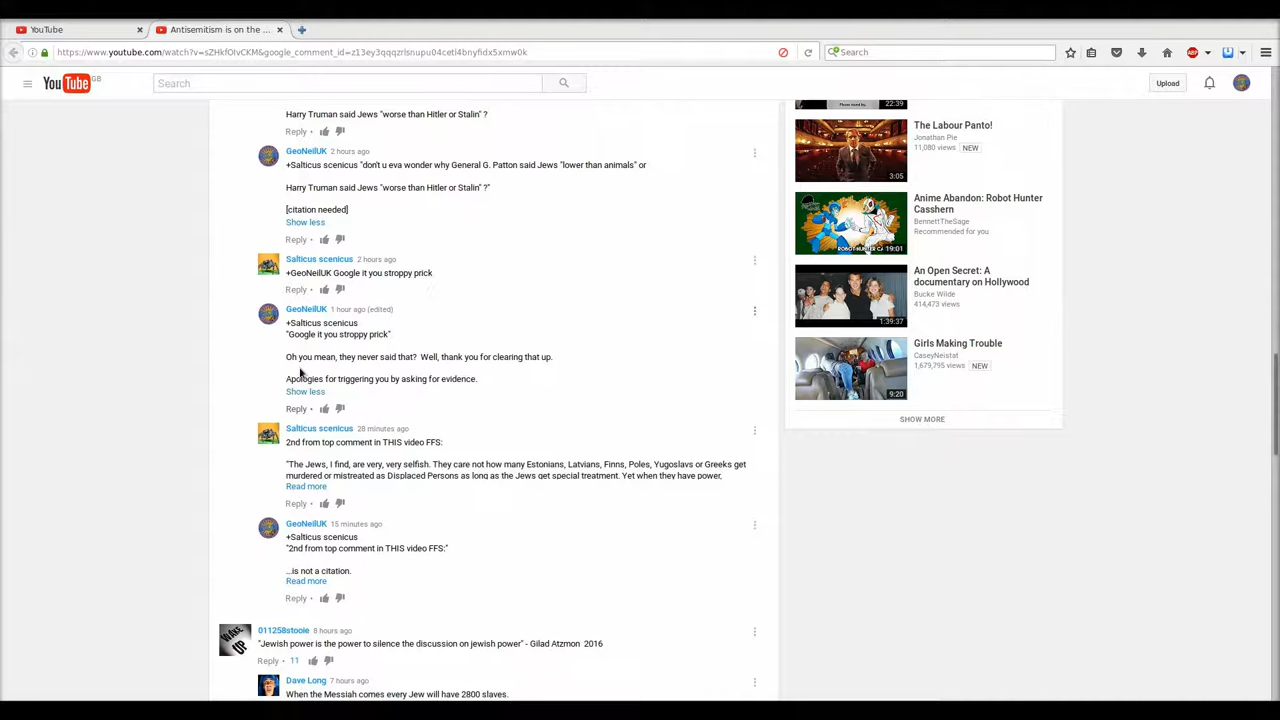 YouTube
Antisemitism is on the ...
https://www.youtube.com/watch?v=sZHkfOIvCKM&google_comment_id=z13ey3qqqzrlsnupu04cetl4bnyfidx5xmw0k
Search
ABP
YouTube GB
Search
Upload
Harry Truman said Jews "worse than Hitler or Stalin" ?
Reply •
GeoNeilUK 2 hours ago
+Salticus scenicus "don't u eva wonder why General G. Patton said Jews "lower than animals" or
Harry Truman said Jews "worse than Hitler or Stalin" ?"
[citation needed]
Show less
Reply •
Salticus scenicus 2 hours ago
+GeoNeilUK Google it you stroppy prick
Reply •
GeoNeilUK 1 hour ago (edited)
+Salticus scenicus
"Google it you stroppy prick"
Oh you mean, they never said that? Well, thank you for clearing that up.
Apologies for triggering you by asking for evidence.
Show less
Reply •
Salticus scenicus 28 minutes ago
2nd from top comment in THIS video FFS:
"The Jews, I find, are very, very selfish. They care not how many Estonians, Latvians, Finns, Poles, Yugoslavs or Greeks get
murdered or mistreated as Displaced Persons as long as the Jews get special treatment. Yet when they have power,
Read more
Reply •
GeoNeilUK 15 minutes ago
+Salticus scenicus
"2nd from top comment in THIS video FFS:"
...is not a citation.
Read more
Reply •
WAKE UP
011258stooie 8 hours ago
"Jewish power is the power to silence the discussion on jewish power" - Gilad Atzmon 2016
Reply • 11
Dave Long 7 hours ago
When the Messiah comes every Jew will have 2800 slaves.
22:39
The Labour Panto!
Jonathan Pie
11,080 views NEW
3:05
Anime Abandon: Robot Hunter
Casshern
BennettTheSage
Recommended for you
ROBOT HUNTER CA
19:01
An Open Secret: A
documentary on Hollywood
Bucke Wilde
414,473 views
1:39:37
Girls Making Trouble
CaseyNeistat
1,679,795 views NEW
9:20
SHOW MORE